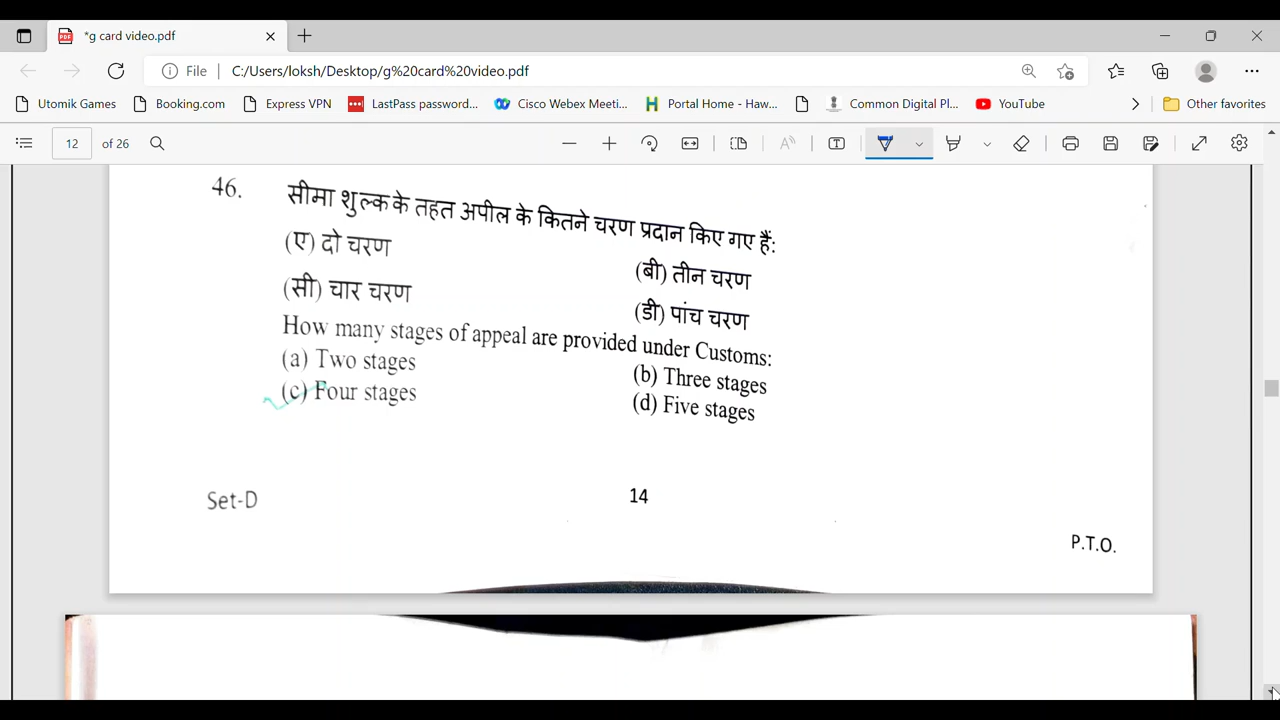 *g card video.pdf
File C:/Users/loksh/Desktop/g%20card%20video.pdf
Utomik Games Booking.com Express VPN LastPass password... Cisco Webex Meeti... Portal Home - Haw... Common Digital Pl... YouTube Other favorites
12 of 26
46. सीमा शुल्क के तहत अपील के कितने चरण प्रदान किए गए हैं:
(ए) दो चरण
(बी) तीन चरण
(सी) चार चरण
(डी) पांच चरण
How many stages of appeal are provided under Customs:
(a) Two stages
(b) Three stages
(c) Four stages
(d) Five stages
Set-D
14
P.T.O.